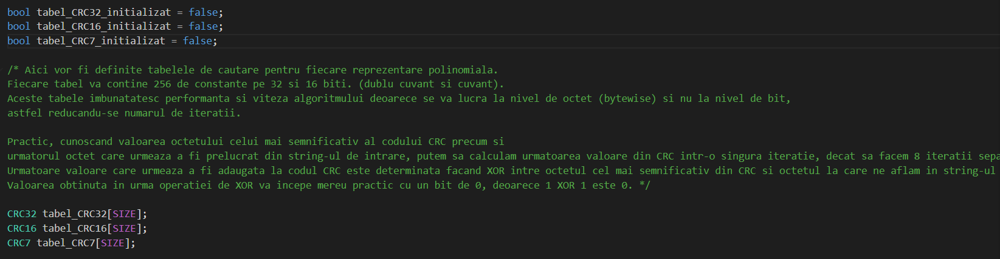 bool tabel_CRC32_initializat = false;
bool tabel_CRC16_initializat = false;
bool tabel_CRC7_initializat = false;
/* Aici vor fi definite tabelele de cautare pentru fiecare reprezentare polinomiala.
Fiecare tabel va contine 256 de constante pe 32 si 16 biti. (dublu cuvant si cuvant).
Aceste tabele imbunatatesc performanta si viteza algoritmului deoarece se va lucra la nivel de octet (bytewise) si nu la nivel de bit,
astfel reducandu-se numarul de iteratii.
Practic, cunoscand valoarea octetului celui mai semnificativ al codului CRC precum si
urmatorul octet care urmeaza a fi prelucrat din string-ul de intrare, putem sa calculam urmatoarea valoare din CRC intr-o singura iteratie, decat sa facem 8 iteratii sepa
Urmatoare valoare care urmeaza a fi adaugata la codul CRC este determinata facand XOR intre octetul cel mai semnificativ din CRC si octetul la care ne aflam in string-ul
Valoarea obtinuta in urma operatiei de XOR va incepe mereu practic cu un bit de 0, deoarece 1 XOR 1 este 0. */
CRC32 tabel_CRC32[SIZE];
CRC16 tabel_CRC16[SIZE];
CRC7 tabel_CRC7[SIZE];